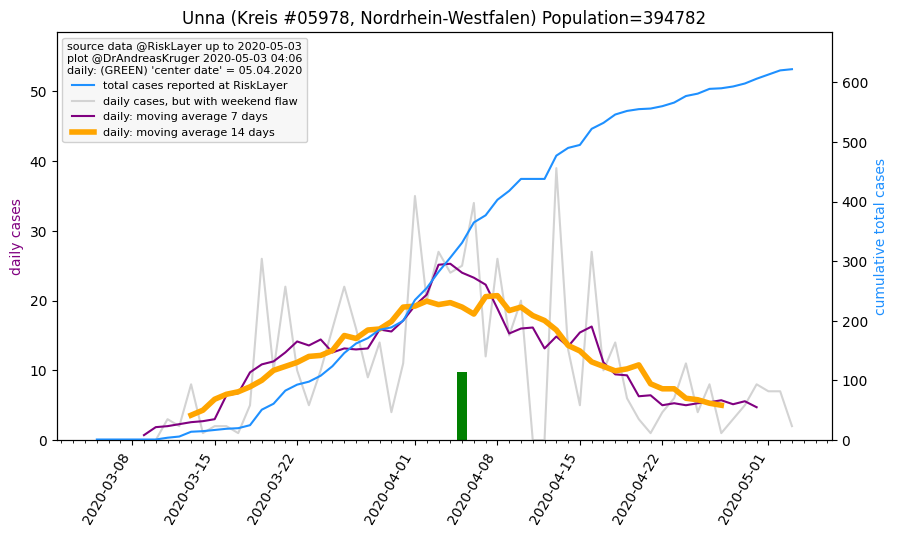 Unna (Kreis #05978, Nordrhein-Westfalen) Population=394782
source data @RiskLayer up to 2020-05-03
plot @DrAndreasKruger 2020-05-03 04:06
daily: (GREEN) 'center date' = 05.04.2020
total cases reported at RiskLayer
daily cases, but with weekend flaw
daily: moving average 7 days
daily: moving average 14 days
daily cases
50
40
30
20
10
0
600
500
400
300
200
100
0
cumulative total cases
2020-03-08
2020-03-15
2020-03-22
2020-04-01
2020-04-08
2020-04-15
2020-04-22
2020-05-01